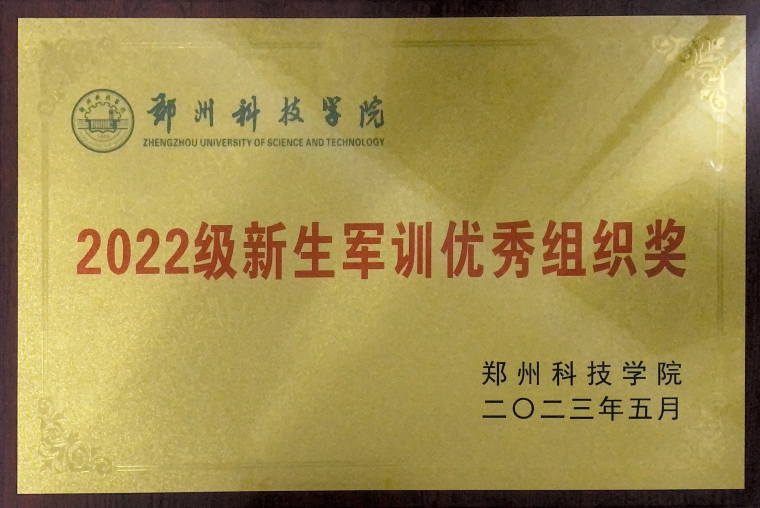 郑州科技学院
ZHENGZHOU UNIVERSITY OF SCIENCE AND TECHNOLOGY
2022级新生军训优秀组织奖
郑州科技学院
二〇二三年五月